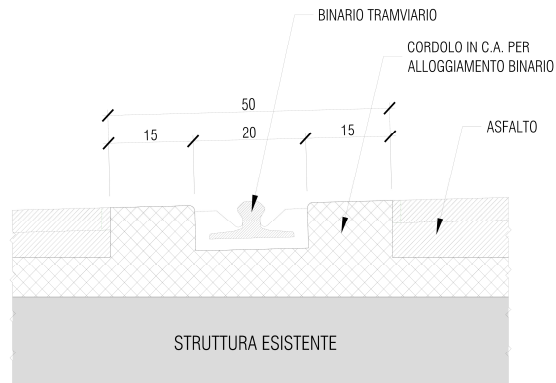 BINARIO TRAMVIARIO
CORDOLO IN C.A. PER
ALLOGGIAMENTO BINARIO
50
15
20
15
ASFALTO
STRUTTURA ESISTENTE